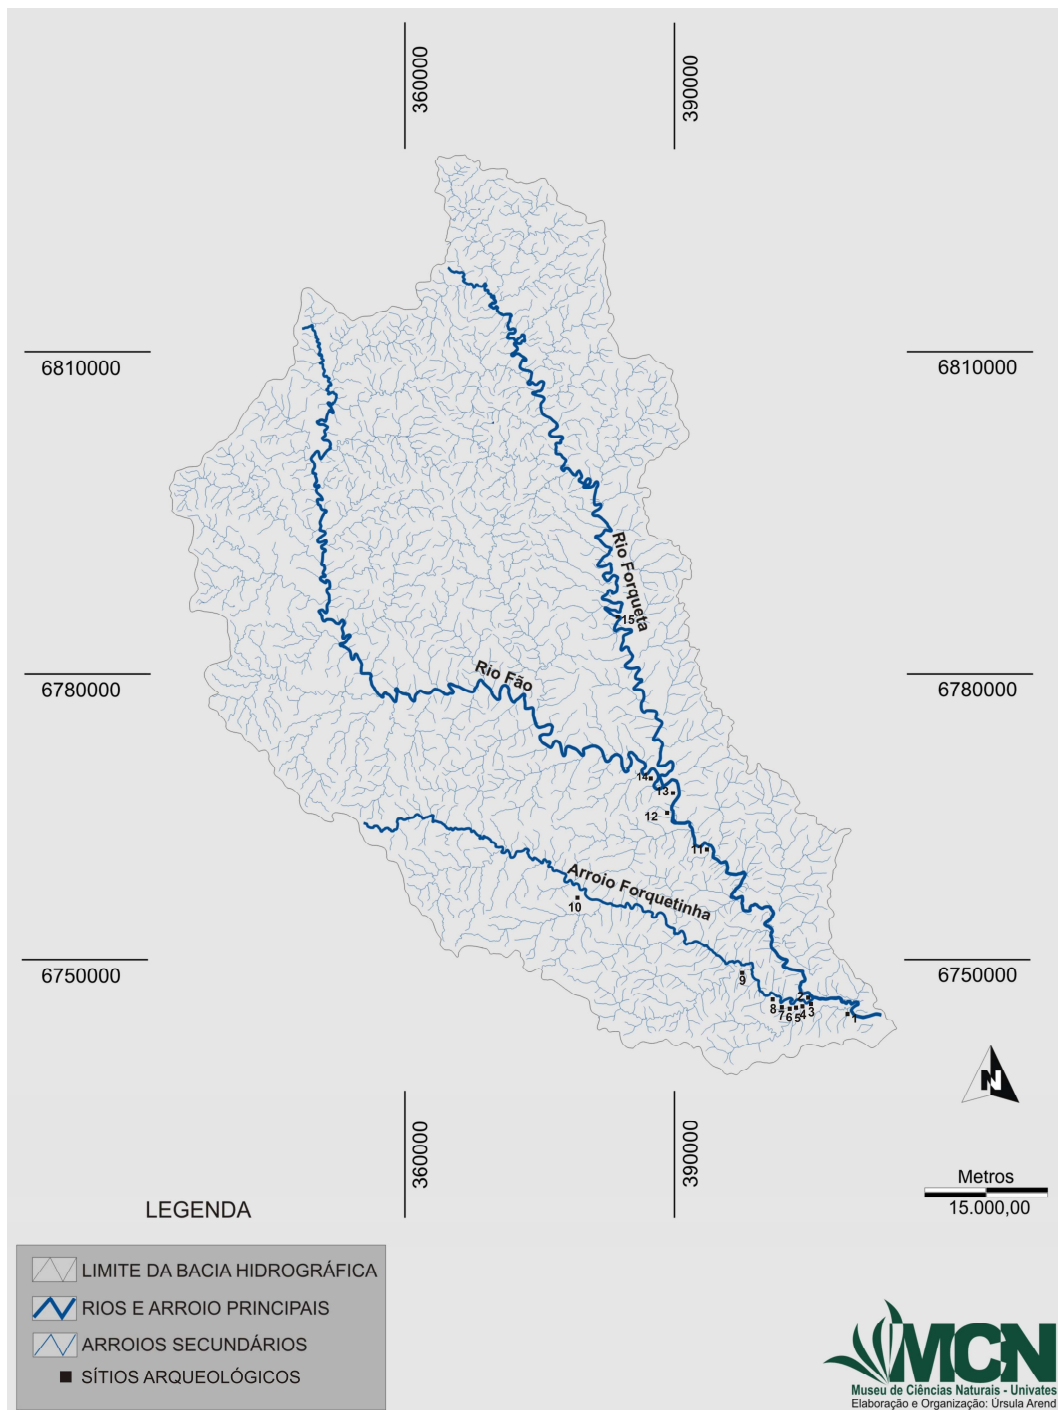 360000
390000
6810000
6810000
Rio Forqueta
15
6780000
6780000
Rio Fão
14
13
12
11
Arroio Forquetinha
10
6750000
6750000
9
8
7
6
5
4
3
2
1
N
360000
390000
Metros
15.000,00
LEGENDA
LIMITE DA BACIA HIDROGRÁFICA
RIOS E ARROIO PRINCIPAIS
ARROIOS SECUNDÁRIOS
SÍTIOS ARQUEOLÓGICOS
MCN
Museu de Ciências Naturais - Univates
Elaboração e Organização: Úrsula Arend